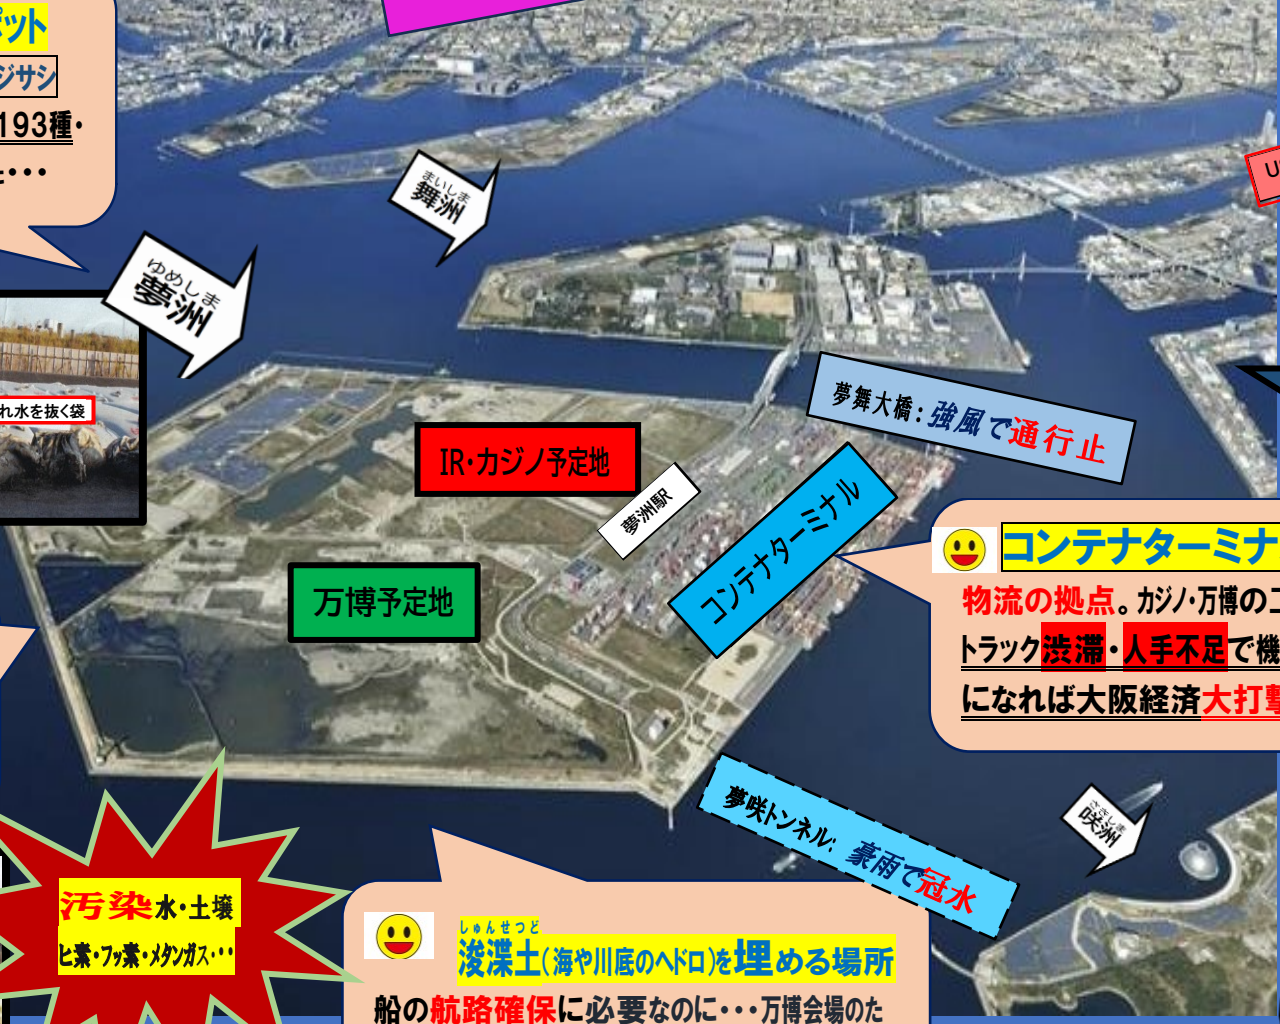 ポット
ジサシ
193種・
・・・
まいしま
舞洲
ゆめしま
夢洲
れ水を抜く袋
夢舞大橋：強風で通行止
IR・カジノ予定地
夢洲駅
コンテナターミナル
万博予定地
コンテナターミナ
物流の拠点。カジノ・万博の
トラック渋滞・人手不足で機
になれば大阪経済大打撃
夢咲トンネル：豪雨で冠水
さきしま
咲洲
汚染水・土壌
ヒ素・フッ素・メタンガス・・・
しゅんせつど
浚渫土(海や川底のヘドロ)を埋める場所
船の航路確保に必要なのに・・・万博会場のた